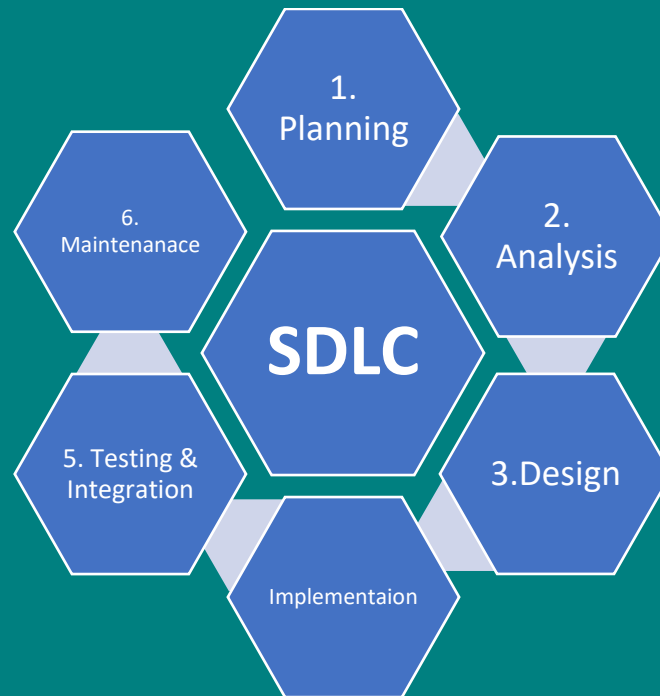 1.
Planning
2.
Analysis
3.Design
Implementaion
5. Testing &
Integration
6.
Maintenanace
SDLC